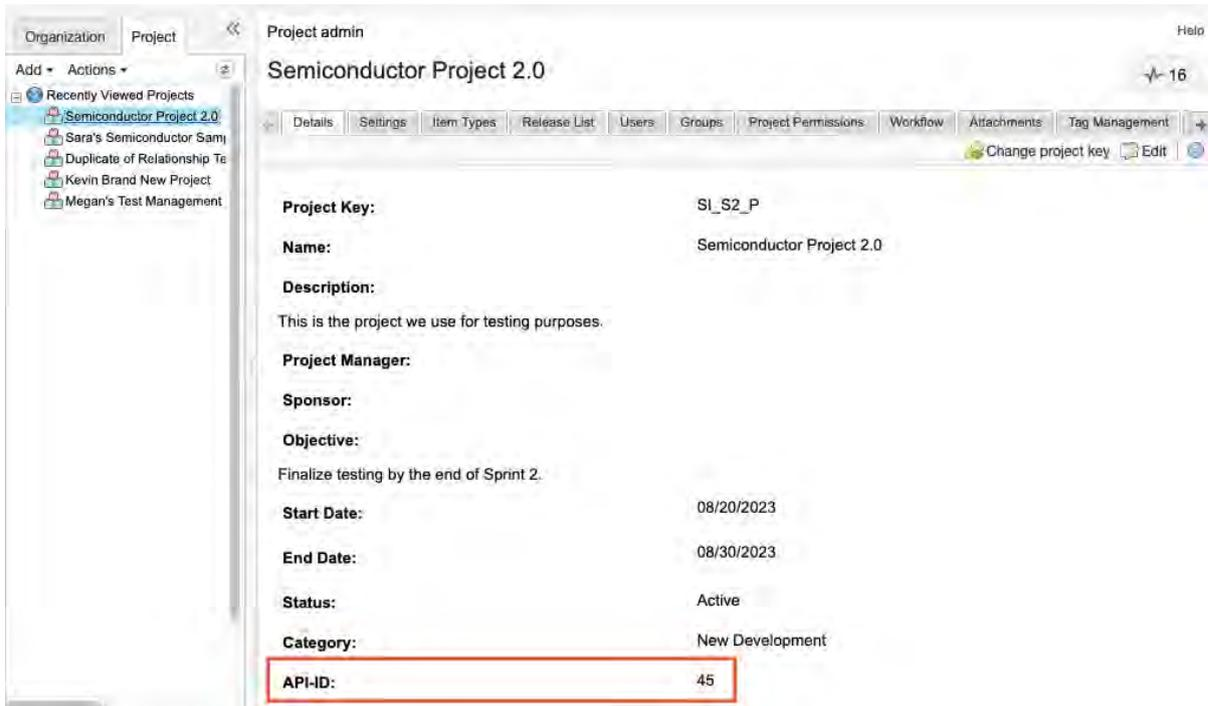 Organization Project
Project admin
Help
Add Actions
Semiconductor Project 2.0
16
Recently Viewed Projects
Semiconductor Project 2.0
Sara's Semiconductor Samp
Duplicate of Relationship Te
Kevin Brand New Project
Megan's Test Management
Details Settings Item Types Release List Users Groups Project Permissions Workflow Attachments Tag Management
Change project key Edit
Project Key: SI_S2_P
Name: Semiconductor Project 2.0
Description:
This is the project we use for testing purposes.
Project Manager:
Sponsor:
Objective:
Finalize testing by the end of Sprint 2.
Start Date: 08/20/2023
End Date: 08/30/2023
Status: Active
Category: New Development
API-ID: 45